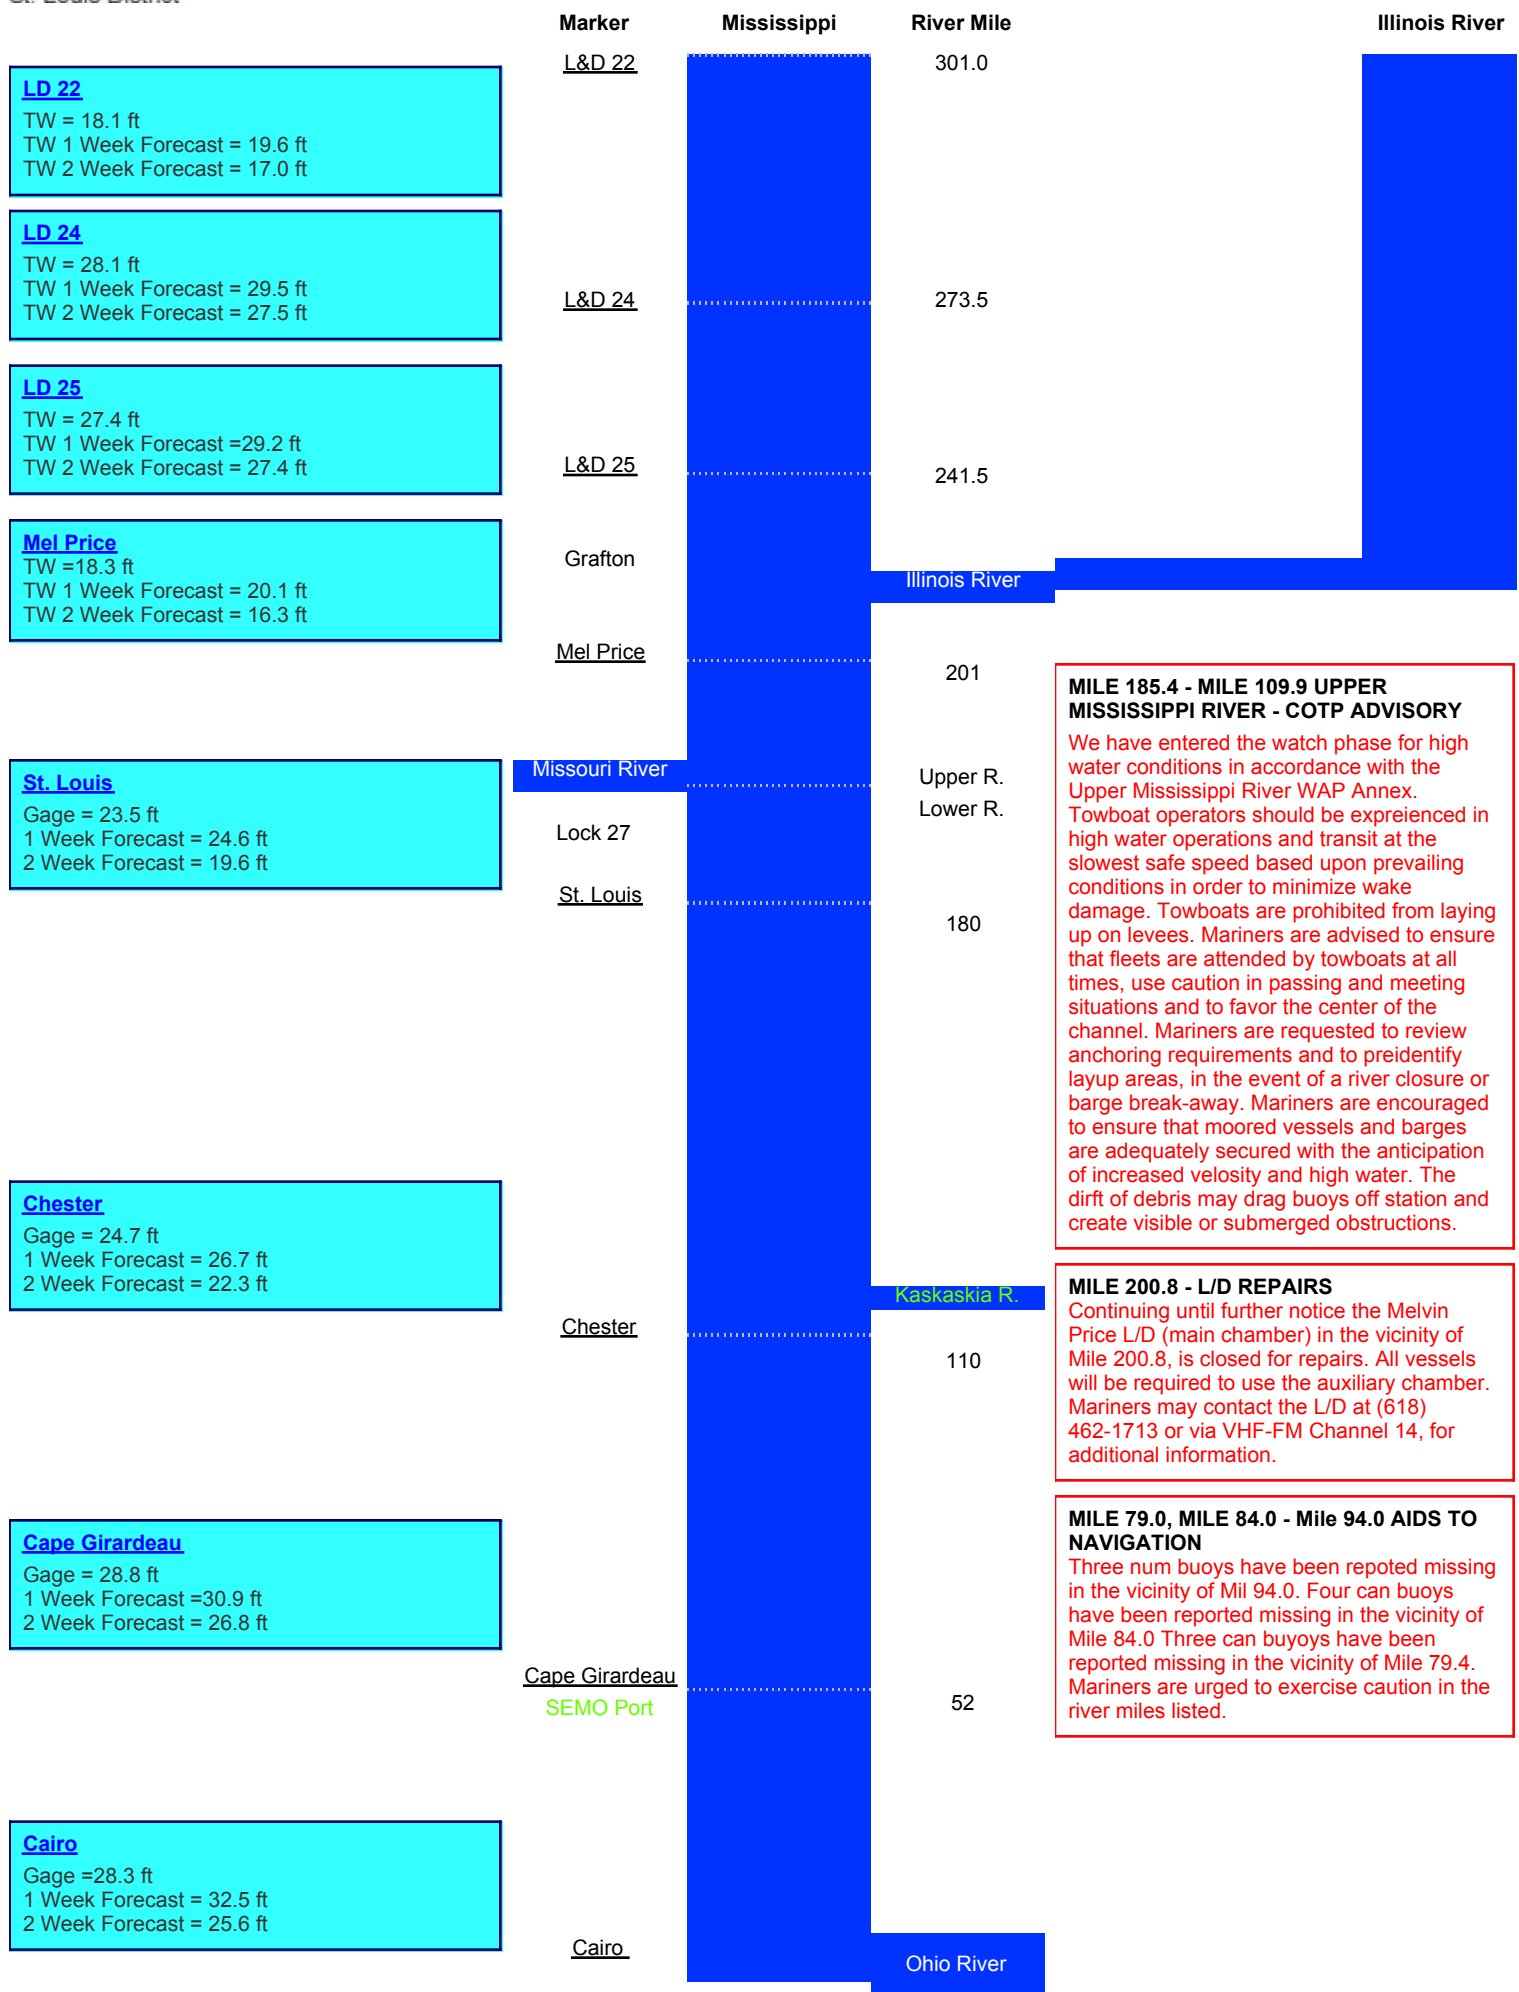 St. Louis District
Marker
Mississippi
River Mile
Illinois River
L&D 22
301.0
LD 22
TW = 18.1 ft
TW 1 Week Forecast = 19.6 ft
TW 2 Week Forecast = 17.0 ft
LD 24
TW = 28.1 ft
TW 1 Week Forecast = 29.5 ft
TW 2 Week Forecast = 27.5 ft
L&D 24
273.5
LD 25
TW = 27.4 ft
TW 1 Week Forecast =29.2 ft
TW 2 Week Forecast = 27.4 ft
L&D 25
241.5
Mel Price
TW =18.3 ft
TW 1 Week Forecast = 20.1 ft
TW 2 Week Forecast = 16.3 ft
Grafton
Illinois River
Mel Price
201
MILE 185.4 - MILE 109.9 UPPER
MISSISSIPPI RIVER - COTP ADVISORY
We have entered the watch phase for high
water conditions in accordance with the
Upper Mississippi River WAP Annex.
Towboat operators should be expreienced in
high water operations and transit at the
slowest safe speed based upon prevailing
conditions in order to minimize wake
damage. Towboats are prohibited from laying
up on levees. Mariners are advised to ensure
that fleets are attended by towboats at all
times, use caution in passing and meeting
situations and to favor the center of the
channel. Mariners are requested to review
anchoring requirements and to preidentify
layup areas, in the event of a river closure or
barge break-away. Mariners are encouraged
to ensure that moored vessels and barges
are adequately secured with the anticipation
of increased velosity and high water. The
dirft of debris may drag buoys off station and
create visible or submerged obstructions.
St. Louis
Gage = 23.5 ft
1 Week Forecast = 24.6 ft
2 Week Forecast = 19.6 ft
Missouri River
Upper R.
Lower R.
Lock 27
St. Louis
180
Chester
Gage = 24.7 ft
1 Week Forecast = 26.7 ft
2 Week Forecast = 22.3 ft
Kaskaskia R.
Chester
110
MILE 200.8 - L/D REPAIRS
Continuing until further notice the Melvin
Price L/D (main chamber) in the vicinity of
Mile 200.8, is closed for repairs. All vessels
will be required to use the auxiliary chamber.
Mariners may contact the L/D at (618)
462-1713 or via VHF-FM Channel 14, for
additional information.
MILE 79.0, MILE 84.0 - Mile 94.0 AIDS TO
NAVIGATION
Three num buoys have been repoted missing
in the vicinity of Mil 94.0. Four can buoys
have been reported missing in the vicinity of
Mile 84.0 Three can buyoys have been
reported missing in the vicinity of Mile 79.4.
Mariners are urged to exercise caution in the
river miles listed.
Cape Girardeau
Gage = 28.8 ft
1 Week Forecast =30.9 ft
2 Week Forecast = 26.8 ft
Cape Girardeau
SEMO Port
52
Cairo
Gage =28.3 ft
1 Week Forecast = 32.5 ft
2 Week Forecast = 25.6 ft
Cairo
Ohio River